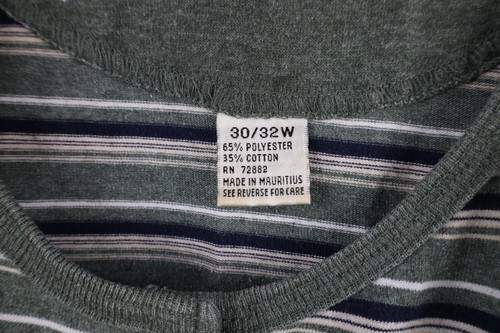 30/32W
65% POLYESTER
35% COTTON
RN 72882
MADE IN MAURITIUS
SEE REVERSE FOR CARE